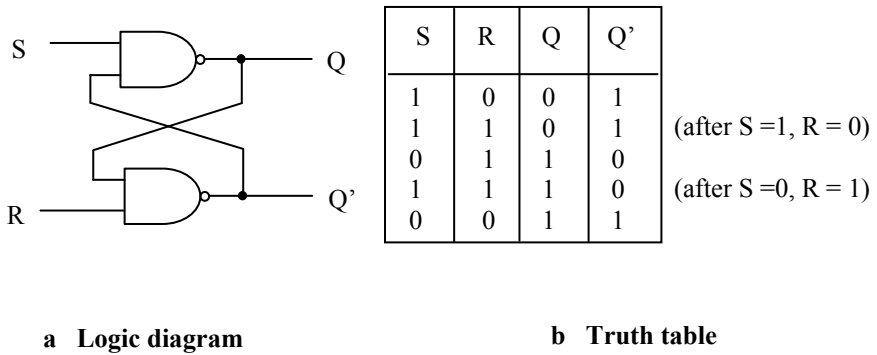 S
Q
Q’
R
S R Q Q’
1 0 0 1
1 1 0 1 (after S =1, R = 0)
0 1 1 0
1 1 1 0 (after S =0, R = 1)
0 0 1 1
a Logic diagram
b Truth table